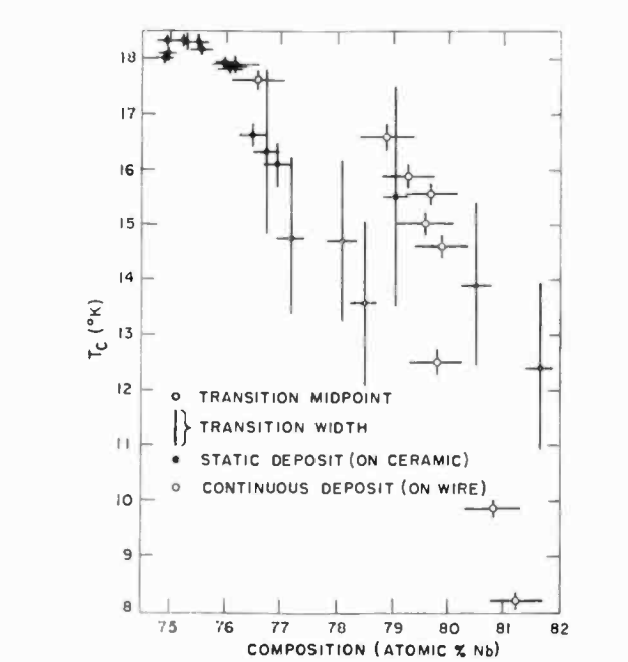 18
17
16
15
14
13
12
11
10
9
8
T_C (°K)
TRANSITION MIDPOINT
TRANSITION WIDTH
STATIC DEPOSIT (ON CERAMIC)
CONTINUOUS DEPOSIT (ON WIRE)
75 76 77 78 79 80 81 82
COMPOSITION (ATOMIC % Nb)